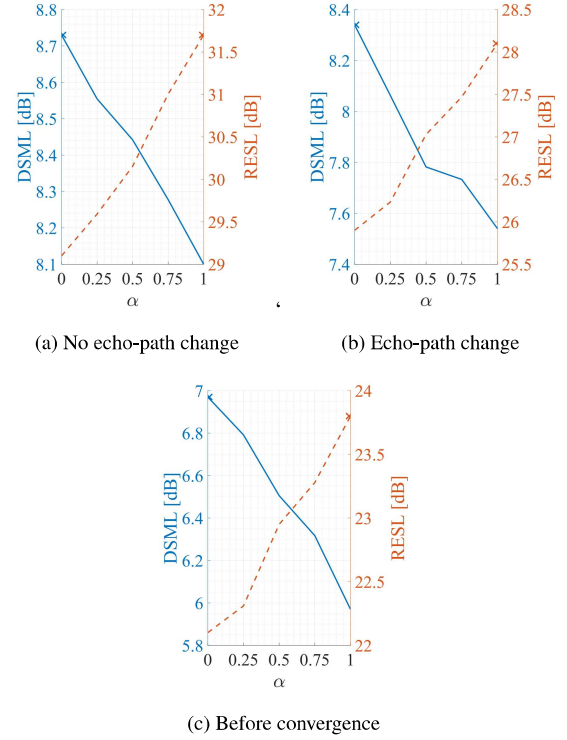 8.8
8.7
8.6
8.5
8.4
8.3
8.2
8.1
DSML [dB]
32
31.5
31
30.5
30
29.5
29
RESL [dB]
0 0.25 0.5 0.75 1
α
(a) No echo-path change
8.4
8.2
8
7.8
7.6
7.4
DSML [dB]
28.5
28
27.5
27
26.5
26
25.5
RESL [dB]
0 0.25 0.5 0.75 1
α
(b) Echo-path change
‘
7
6.8
6.6
6.4
6.2
6
5.8
DSML [dB]
24
23.5
23
22.5
22
RESL [dB]
0 0.25 0.5 0.75 1
α
(c) Before convergence